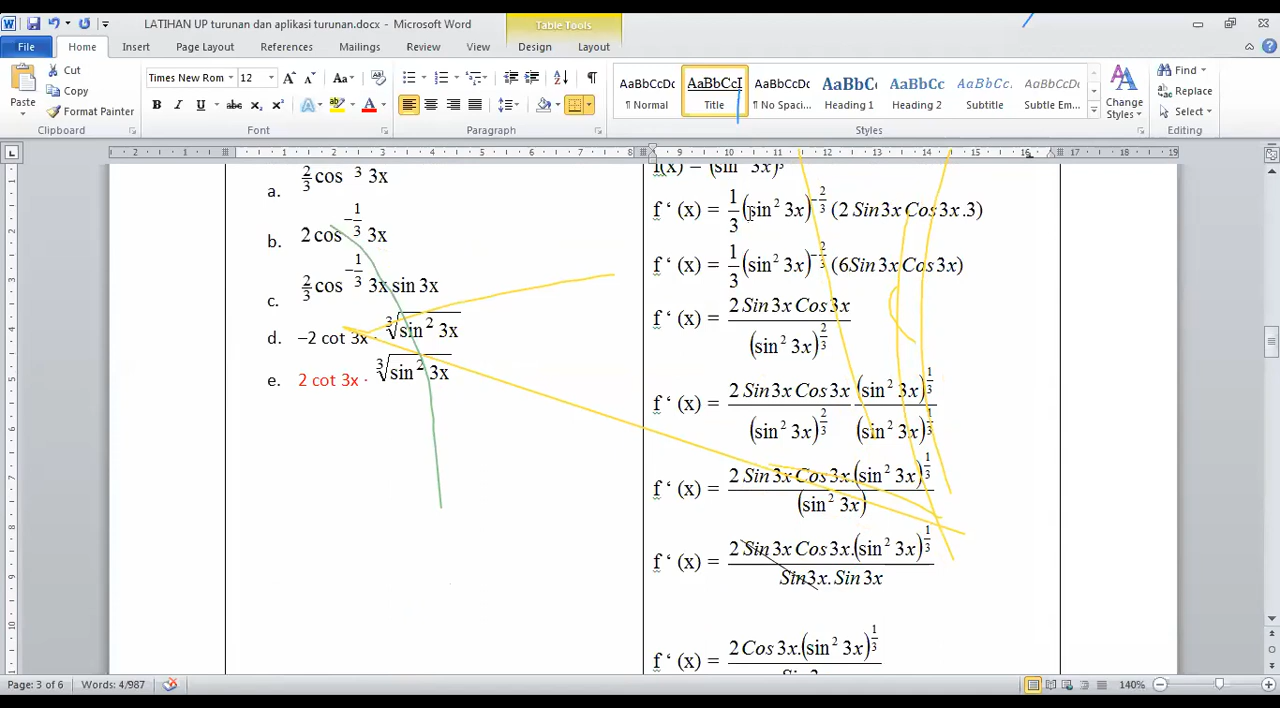 LATIHAN UP turunan dan aplikasi turunan.docx - Microsoft Word
Table Tools
File Home Insert Page Layout References Mailings Review View Design Layout
Paste
Cut
Copy
Format Painter
Clipboard
Times New Rom 12
Font
Paragraph
AaBbCcDc ¶ Normal
AaBbCcI Title
AaBbCcDc ¶ No Spaci...
AaBbC Heading 1
AaBbCc Heading 2
AaBbCcL Subtitle
AaBbCcDc Subtle Em...
Styles
Change Styles
Find
Replace
Select
Editing
a. 2/3 cos 3 3x
b. 2 cos^(-1/3) 3x
c. 2/3 cos^(-1/3) 3x sin 3x
d. –2 cot 3x · ∛(sin² 3x)
e. 2 cot 3x · ∛(sin² 3x)
f ‘ (x) = 1/3 (sin² 3x)^(-2/3) (2 Sin3x Cos3x.3)
f ‘ (x) = 1/3 (sin² 3x)^(-2/3) (6Sin3x Cos3x)
f ‘ (x) = 2 Sin3x Cos3x / (sin² 3x)^(2/3)
f ‘ (x) = 2 Sin3x Cos3x / (sin² 3x)^(2/3) (sin² 3x)^(1/3) / (sin² 3x)^(1/3)
f ‘ (x) = 2 Sin3x Cos3x.(sin² 3x)^(1/3) / (sin² 3x)
f ‘ (x) = 2 Sin3x Cos3x.(sin² 3x)^(1/3) / Sin3x.Sin3x
f ‘ (x) = 2Cos3x.(sin² 3x)^(1/3)
Page: 3 of 6 Words: 4/987 140%